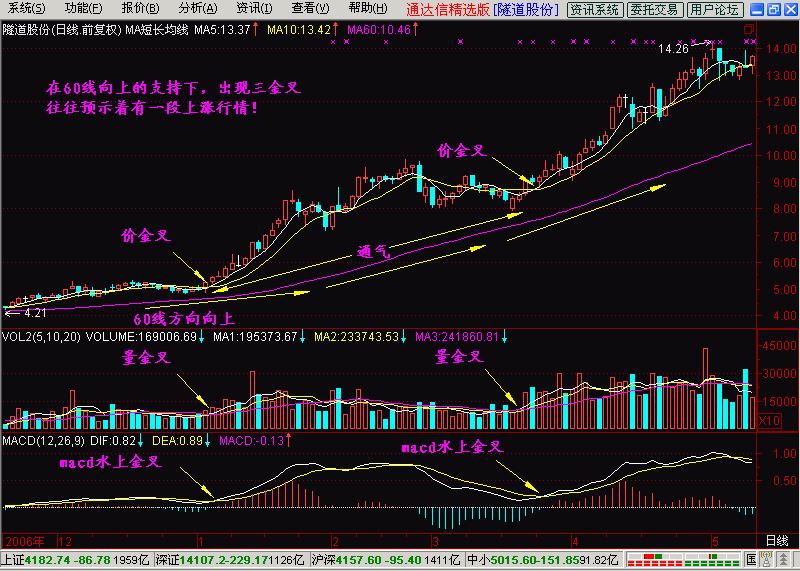 系统(S) 功能(F) 报价(B) 分析(A) 资讯(I) 查看(V) 帮助(H) 通达信精选版 [隧道股份] 资讯系统 委托交易 用户论坛
隧道股份(日线.前复权) MA短长均线 MA5:13.37↑ MA10:13.42↑ MA60:10.46↑
14.26
14.00
13.00
在60线向上的支持下，出现三金叉
往往预示着有一段上涨行情！
12.00
11.00
价金叉
10.00
9.00
8.00
价金叉
7.00
通气
6.00
5.00
4.21
60线方向向上
4.00
VOL2(5,10,20) VOLUME:169006.69↓ MA1:195373.67↓ MA2:233743.53↓ MA3:241860.81↓
45000
量金叉
量金叉
30000
15000
X10
MACD(12,26,9) DIF:0.82↓ DEA:0.89↓ MACD:-0.13↑
macd水上金叉
macd水上金叉
1.00
0.50
0.00
2006年 12 1 2 3 4 5 日线
上证4182.74 -86.78 1959亿 深证14107.2-229.171126亿 沪深4157.60 -95.40 1411亿 中小5015.60-151.8591.82亿 国